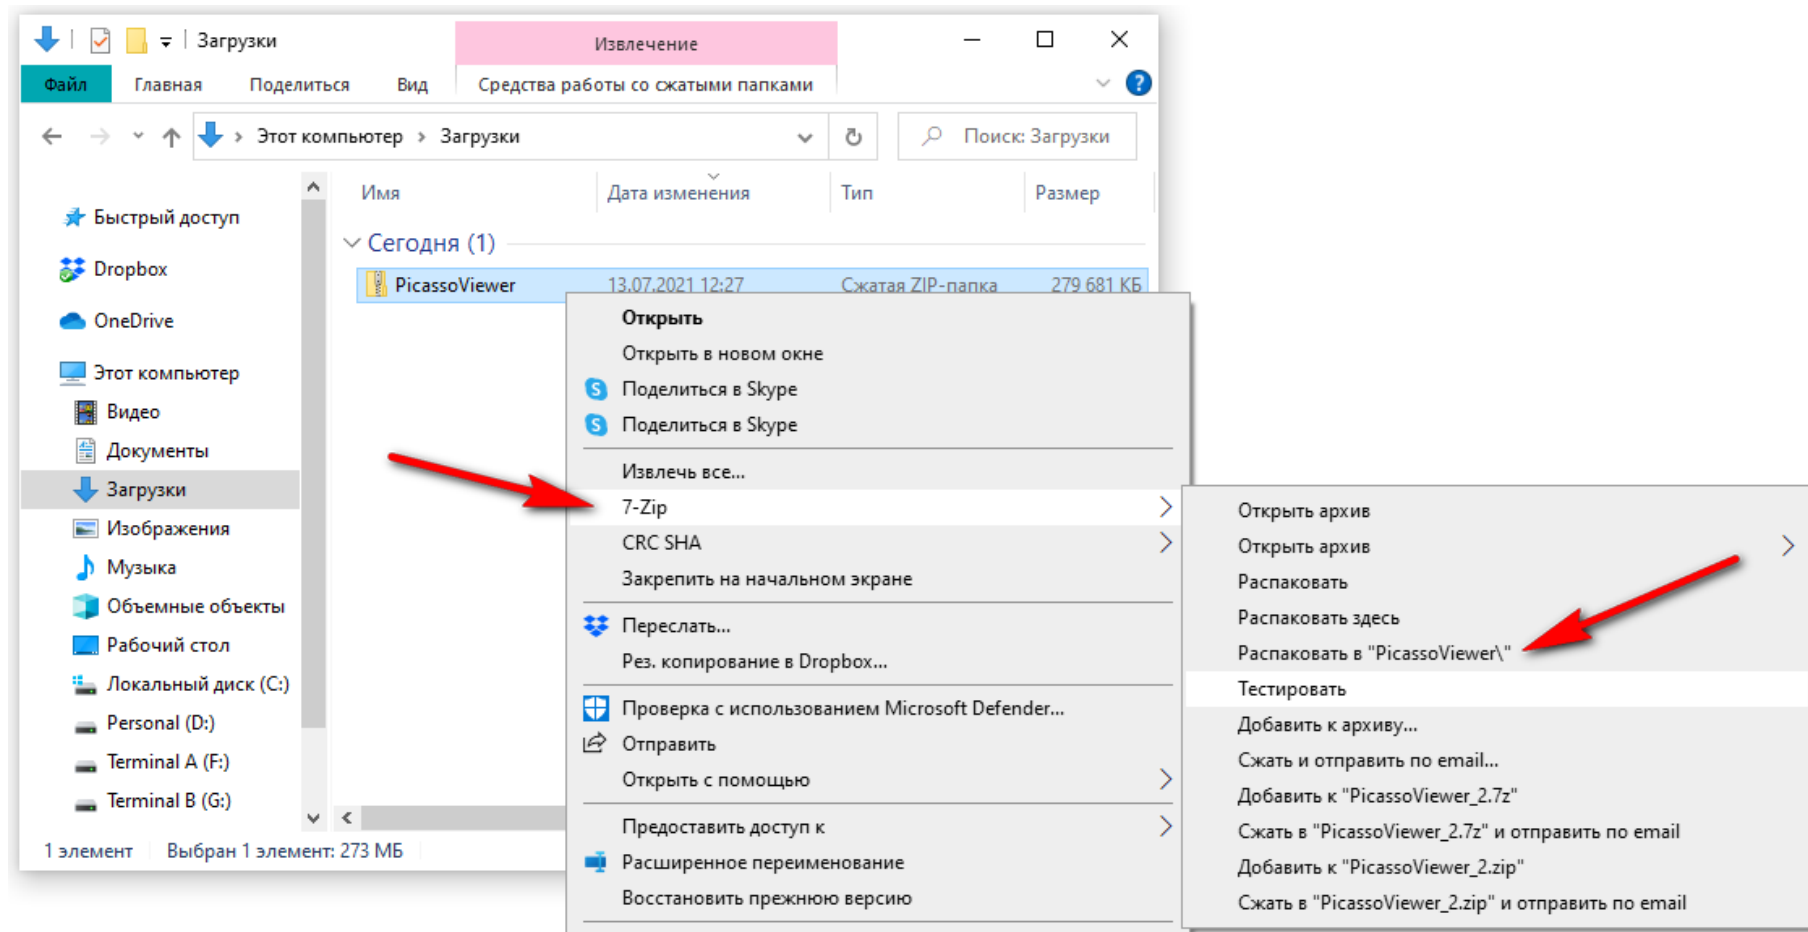 Загрузки
Извлечение
Файл
Главная
Поделиться
Вид
Средства работы со сжатыми папками
?
Этот компьютер
Загрузки
Поиск: Загрузки
Имя
Дата изменения
Тип
Размер
Быстрый доступ
Dropbox
OneDrive
Этот компьютер
Видео
Документы
Загрузки
Изображения
Музыка
Объемные объекты
Рабочий стол
Локальный диск (C:)
Personal (D:)
Terminal A (F:)
Terminal B (G:)
Сегодня (1)
PicassoViewer
13.07.2021 12:27
Сжатая ZIP-папка
279 681 КБ
1 элемент
Выбран 1 элемент: 273 МБ
Открыть
Открыть в новом окне
Поделиться в Skype
Поделиться в Skype
Извлечь все...
7-Zip
CRC SHA
Закрепить на начальном экране
Переслать...
Рез. копирование в Dropbox...
Проверка с использованием Microsoft Defender...
Отправить
Открыть с помощью
Предоставить доступ к
Расширенное переименование
Восстановить прежнюю версию
Открыть архив
Открыть архив
Распаковать
Распаковать здесь
Распаковать в "PicassoViewer\"
Тестировать
Добавить к архиву...
Сжать и отправить по email...
Добавить к "PicassoViewer_2.7z"
Сжать в "PicassoViewer_2.7z" и отправить по email
Добавить к "PicassoViewer_2.zip"
Сжать в "PicassoViewer_2.zip" и отправить по email